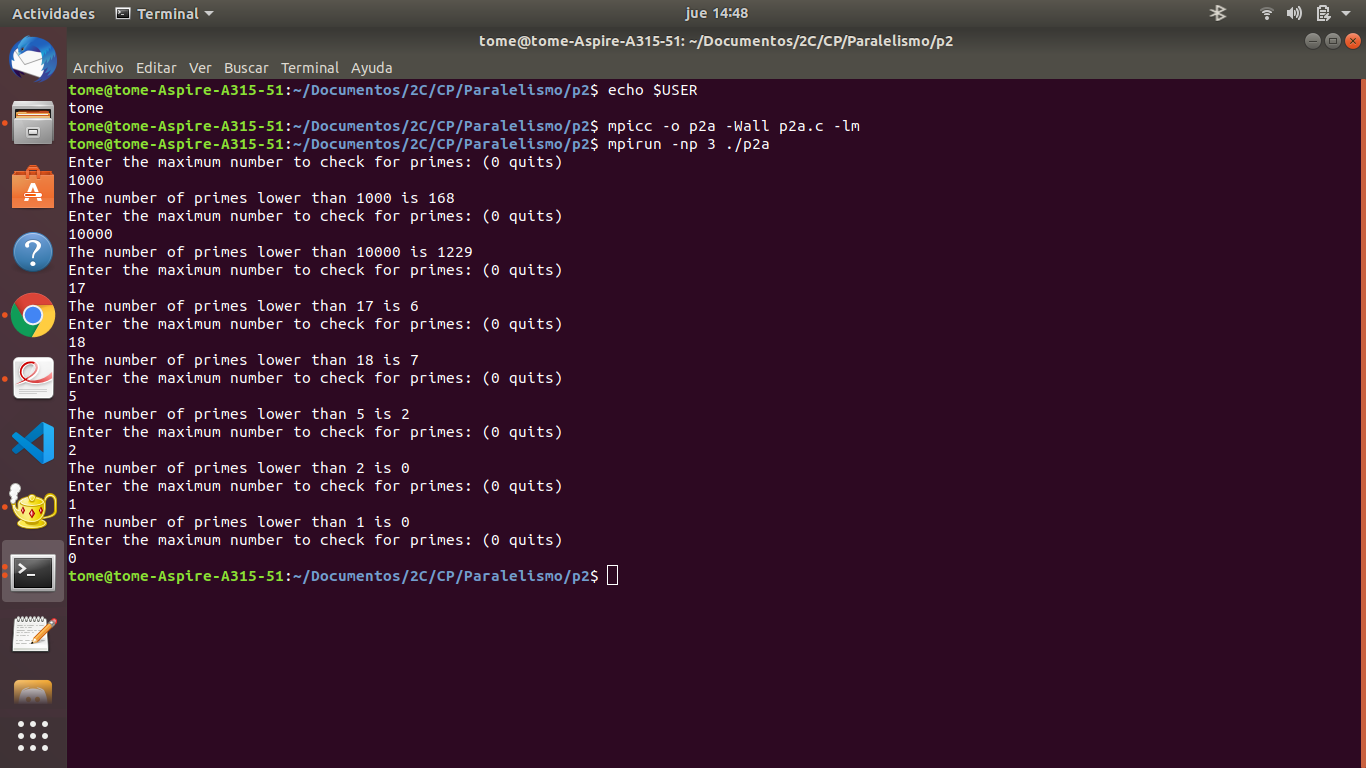 Actividades Terminal jue 14:48
tome@tome-Aspire-A315-51: ~/Documentos/2C/CP/Paralelismo/p2
Archivo Editar Ver Buscar Terminal Ayuda
tome@tome-Aspire-A315-51:~/Documentos/2C/CP/Paralelismo/p2$ echo $USER
tome
tome@tome-Aspire-A315-51:~/Documentos/2C/CP/Paralelismo/p2$ mpicc -o p2a -Wall p2a.c -lm
tome@tome-Aspire-A315-51:~/Documentos/2C/CP/Paralelismo/p2$ mpirun -np 3 ./p2a
Enter the maximum number to check for primes: (0 quits)
1000
The number of primes lower than 1000 is 168
Enter the maximum number to check for primes: (0 quits)
10000
The number of primes lower than 10000 is 1229
Enter the maximum number to check for primes: (0 quits)
17
The number of primes lower than 17 is 6
Enter the maximum number to check for primes: (0 quits)
18
The number of primes lower than 18 is 7
Enter the maximum number to check for primes: (0 quits)
5
The number of primes lower than 5 is 2
Enter the maximum number to check for primes: (0 quits)
2
The number of primes lower than 2 is 0
Enter the maximum number to check for primes: (0 quits)
1
The number of primes lower than 1 is 0
Enter the maximum number to check for primes: (0 quits)
0
tome@tome-Aspire-A315-51:~/Documentos/2C/CP/Paralelismo/p2$